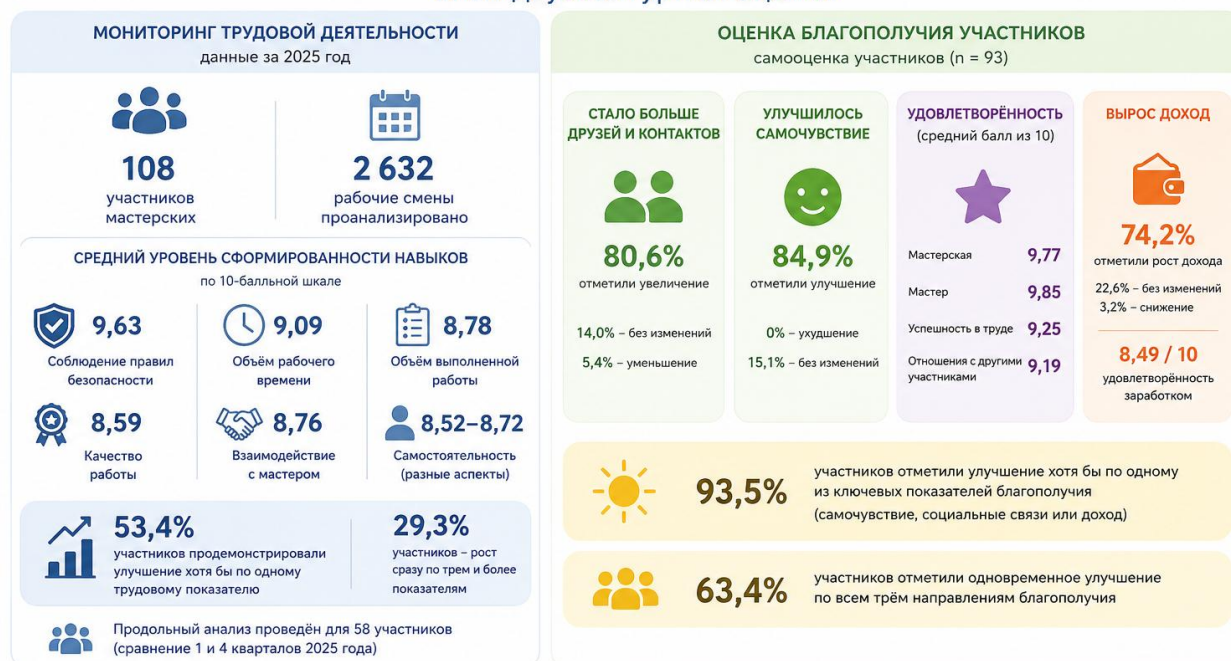 МОНИТОРИНГ ТРУДОВОЙ ДЕЯТЕЛЬНОСТИ
данные за 2025 год
108
участников
мастерских
2 632
рабочие смены
проанализировано
СРЕДНИЙ УРОВЕНЬ СФОРМИРОВАННОСТИ НАВЫКОВ
по 10-балльной шкале
9,63
Соблюдение правил
безопасности
9,09
Объём рабочего
времени
8,78
Объём выполненной
работы
8,59
Качество
работы
8,76
Взаимодействие
с мастером
8,52–8,72
Самостоятельность
(разные аспекты)
53,4%
участников продемонстрировали
улучшение хотя бы по одному
трудовому показателю
29,3%
участников – рост
сразу по трем и более
показателям
Продольный анализ проведён для 58 участников
(сравнение 1 и 4 кварталов 2025 года)
ОЦЕНКА БЛАГОПОЛУЧИЯ УЧАСТНИКОВ
самооценка участников (n = 93)
СТАЛО БОЛЬШЕ
ДРУЗЕЙ И КОНТАКТОВ
80,6%
отметили увеличение
14,0% – без изменений
5,4% – уменьшение
УЛУЧШИЛОСЬ
САМОЧУВСТВИЕ
84,9%
отметили улучшение
0% – ухудшение
15,1% – без изменений
УДОВЛЕТВОРЁННОСТЬ
(средний балл из 10)
Мастерская 9,77
Мастер 9,85
Успешность в труде 9,25
Отношения с другими
участниками 9,19
ВЫРОС ДОХОД
74,2%
отметили рост дохода
22,6% – без изменений
3,2% – снижение
8,49 / 10
удовлетворённость
заработком
93,5%
участников отметили улучшение хотя бы по одному
из ключевых показателей благополучия
(самочувствие, социальные связи или доход)
63,4%
участников отметили одновременное улучшение
по всем трём направлениям благополучия